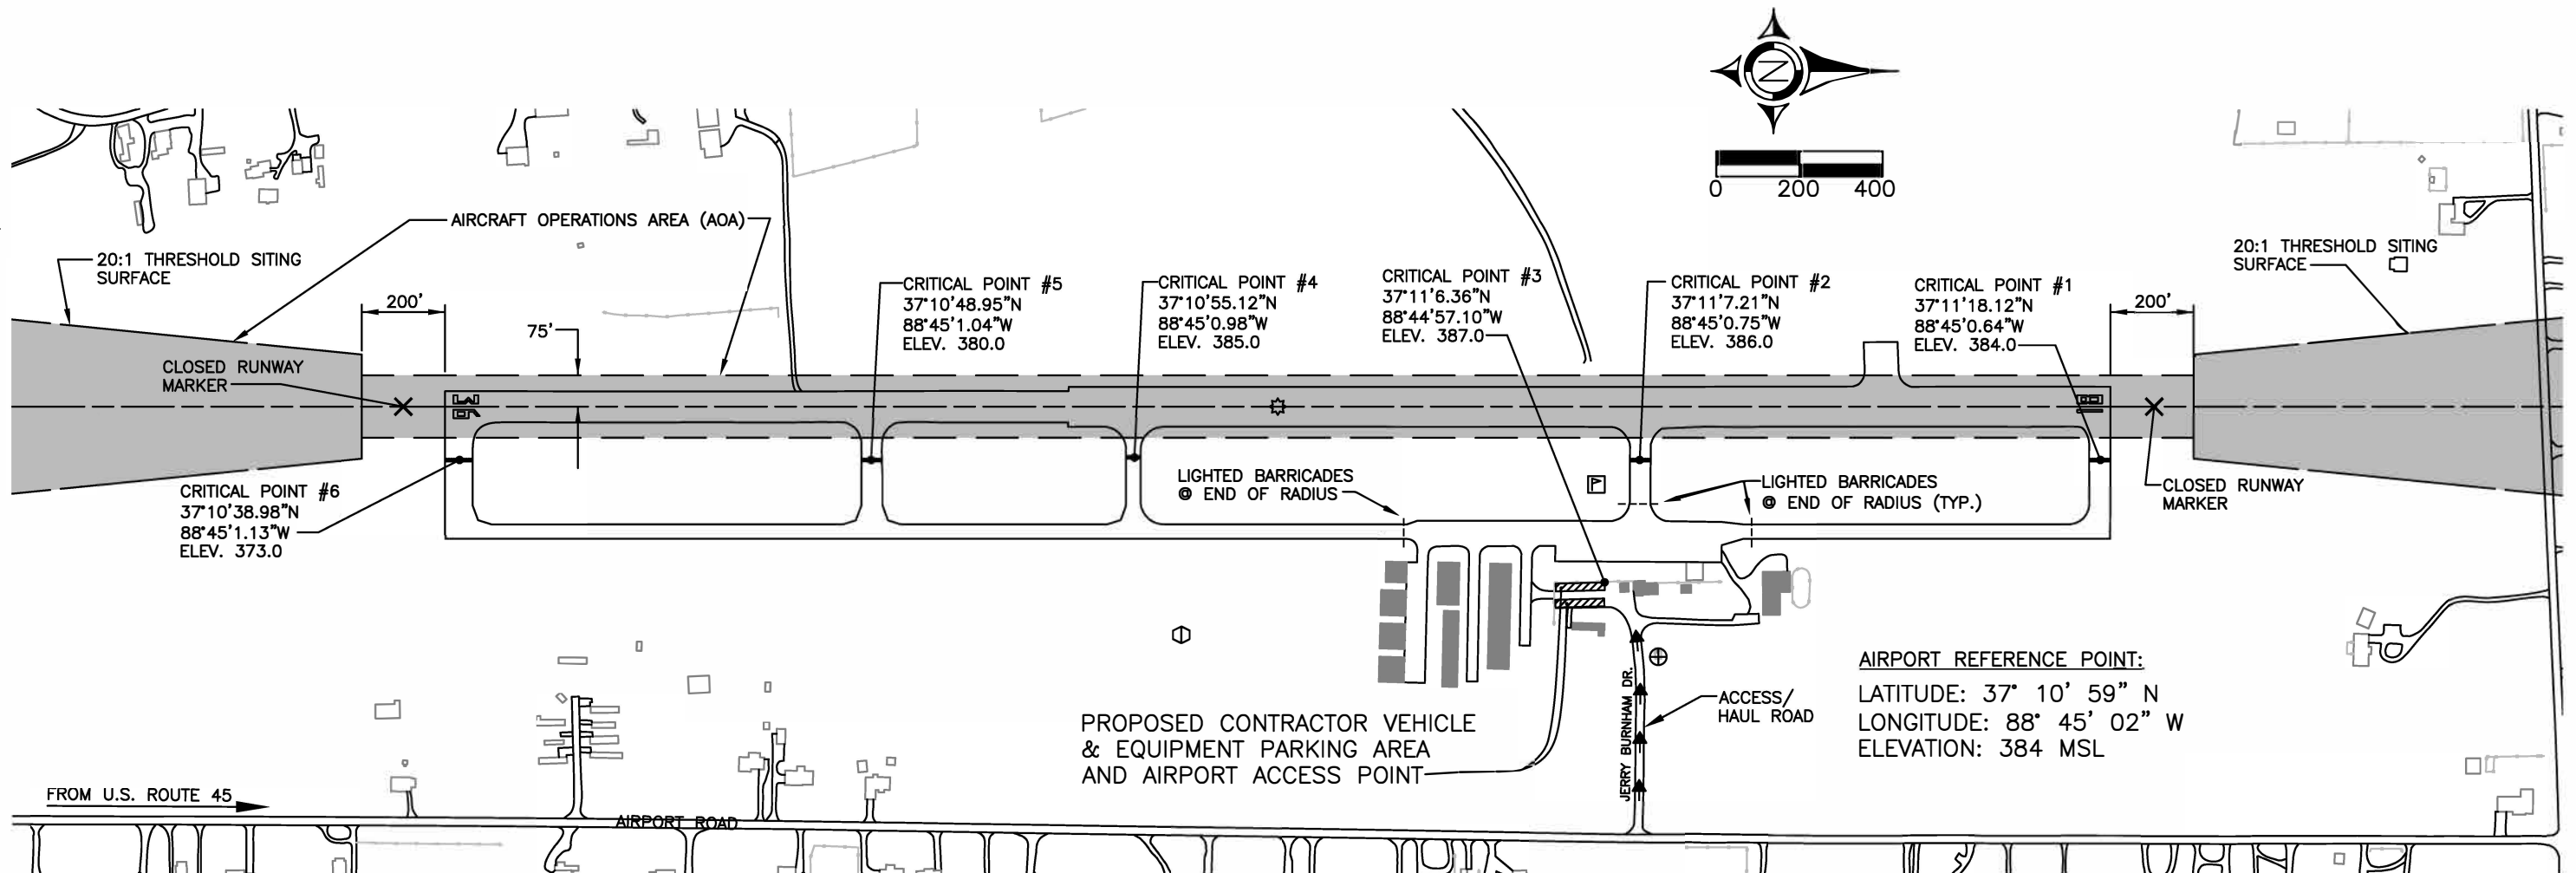 N
0 200 400
AIRCRAFT OPERATIONS AREA (AOA)
20:1 THRESHOLD SITING
SURFACE
200'
75'
CLOSED RUNWAY
MARKER
CRITICAL POINT #5
37°10'48.95"N
88°45'1.04"W
ELEV. 380.0
CRITICAL POINT #4
37°10'55.12"N
88°45'0.98"W
ELEV. 385.0
CRITICAL POINT #3
37°11'6.36"N
88°44'57.10"W
ELEV. 387.0
CRITICAL POINT #2
37°11'7.21"N
88°45'0.75"W
ELEV. 386.0
CRITICAL POINT #1
37°11'18.12"N
88°45'0.64"W
ELEV. 384.0
200'
20:1 THRESHOLD SITING
SURFACE
CRITICAL POINT #6
37°10'38.98"N
88°45'1.13"W
ELEV. 373.0
LIGHTED BARRICADES
@ END OF RADIUS
LIGHTED BARRICADES
@ END OF RADIUS (TYP.)
CLOSED RUNWAY
MARKER
PROPOSED CONTRACTOR VEHICLE
& EQUIPMENT PARKING AREA
AND AIRPORT ACCESS POINT
JERRY BURNHAM DR.
ACCESS/
HAUL ROAD
AIRPORT REFERENCE POINT:
LATITUDE: 37° 10' 59" N
LONGITUDE: 88° 45' 02" W
ELEVATION: 384 MSL
FROM U.S. ROUTE 45
AIRPORT ROAD